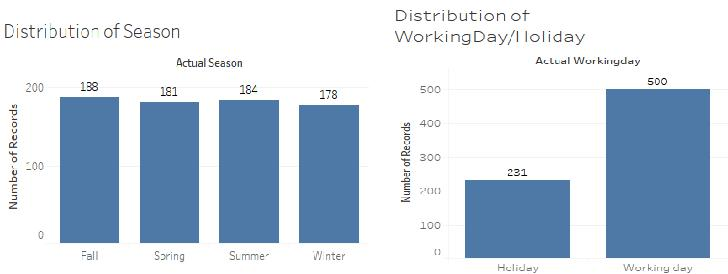 Distribution of Season
Actual Season
Number of Records
200
100
0
188
181
184
178
Fall
Spring
Summer
Winter
Distribution of
WorkingDay/Holiday
Actual Workingday
Number of Records
500
400
300
200
100
0
231
500
Holiday
Working day